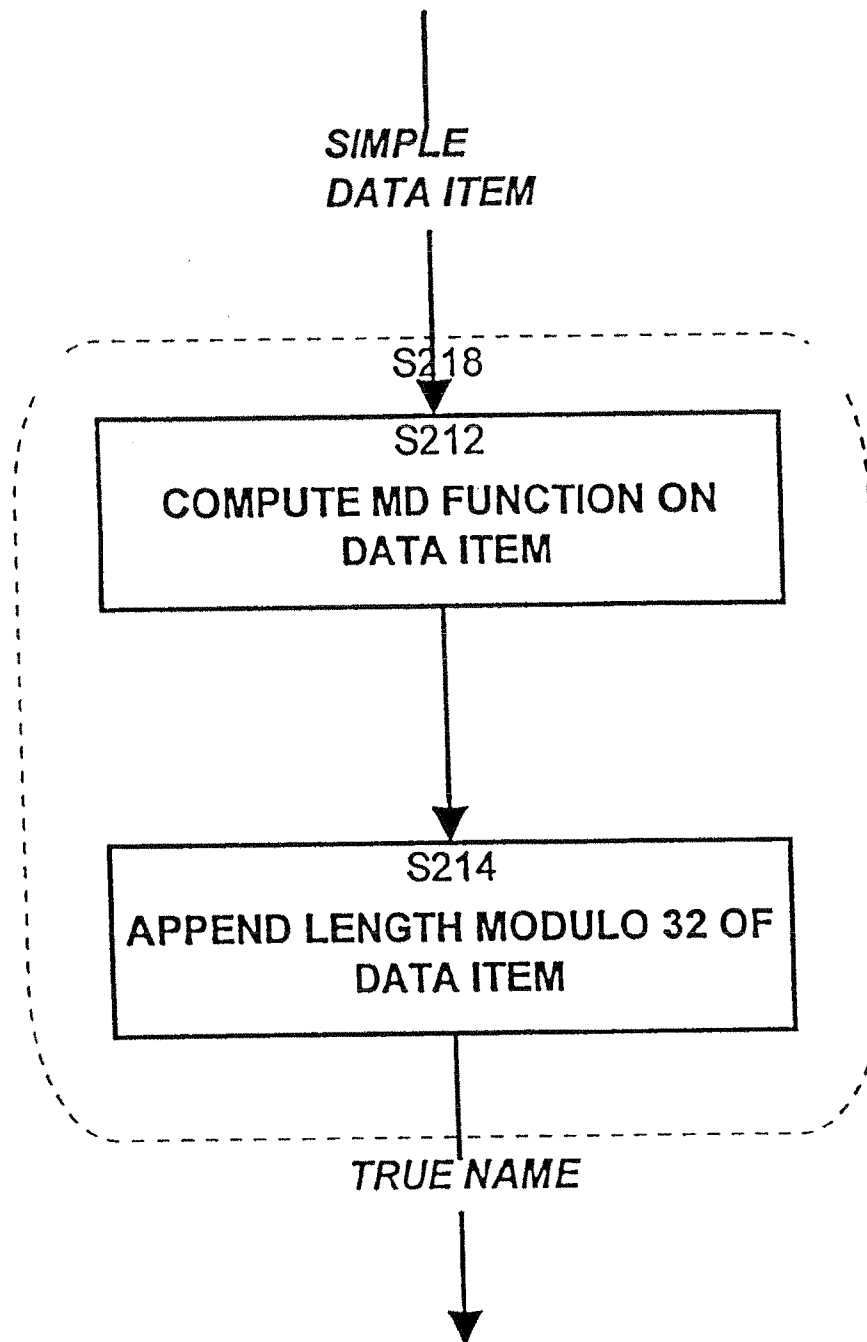 SIMPLE
DATA ITEM
S218
S212
COMPUTE MD FUNCTION ON
DATA ITEM
S214
APPEND LENGTH MODULO 32 OF
DATA ITEM
TRUE NAME